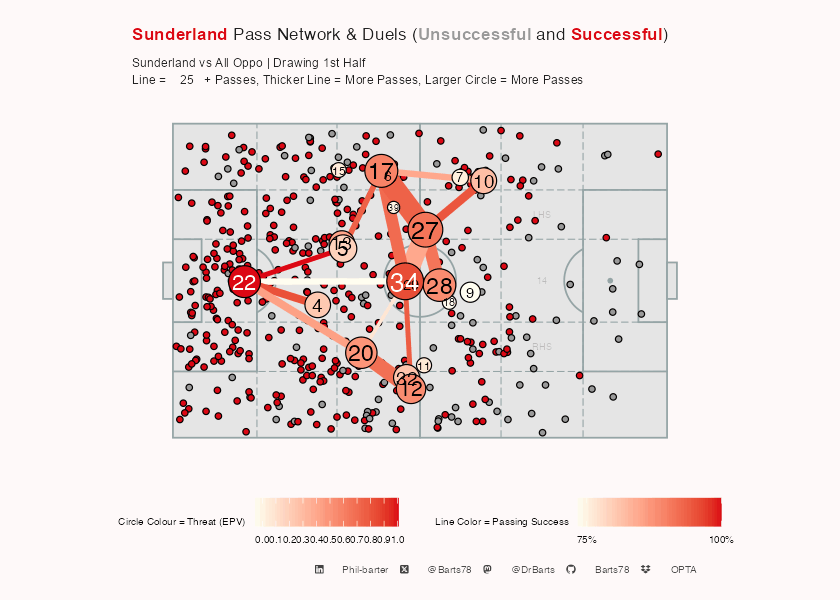 Sunderland Pass Network & Duels (Unsuccessful and Successful)
Sunderland vs All Oppo | Drawing 1st Half
Line = 25 + Passes, Thicker Line = More Passes, Larger Circle = More Passes
15
17
6
7
10
39
LHS
27
5
22
34
28
14
9
18
4
20
RHS
11
32
12
Circle Colour = Threat (EPV)
0.00.10.20.30.40.50.60.70.80.91.0
Line Color = Passing Success
75%
100%
Phil-barter @Barts78 @DrBarts Barts78 OPTA